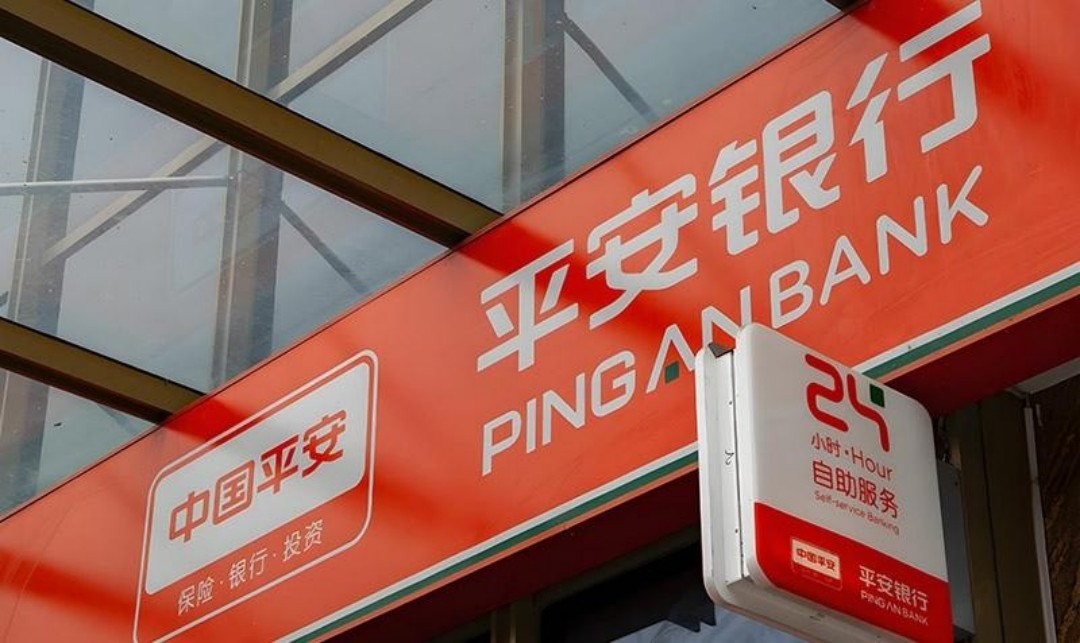 平安银行
PING AN BANK
中国平安
保险·银行·投资
24
小时·Hour
自助服务
Self-service Banking
中国平安
平安银行
PING AN BANK